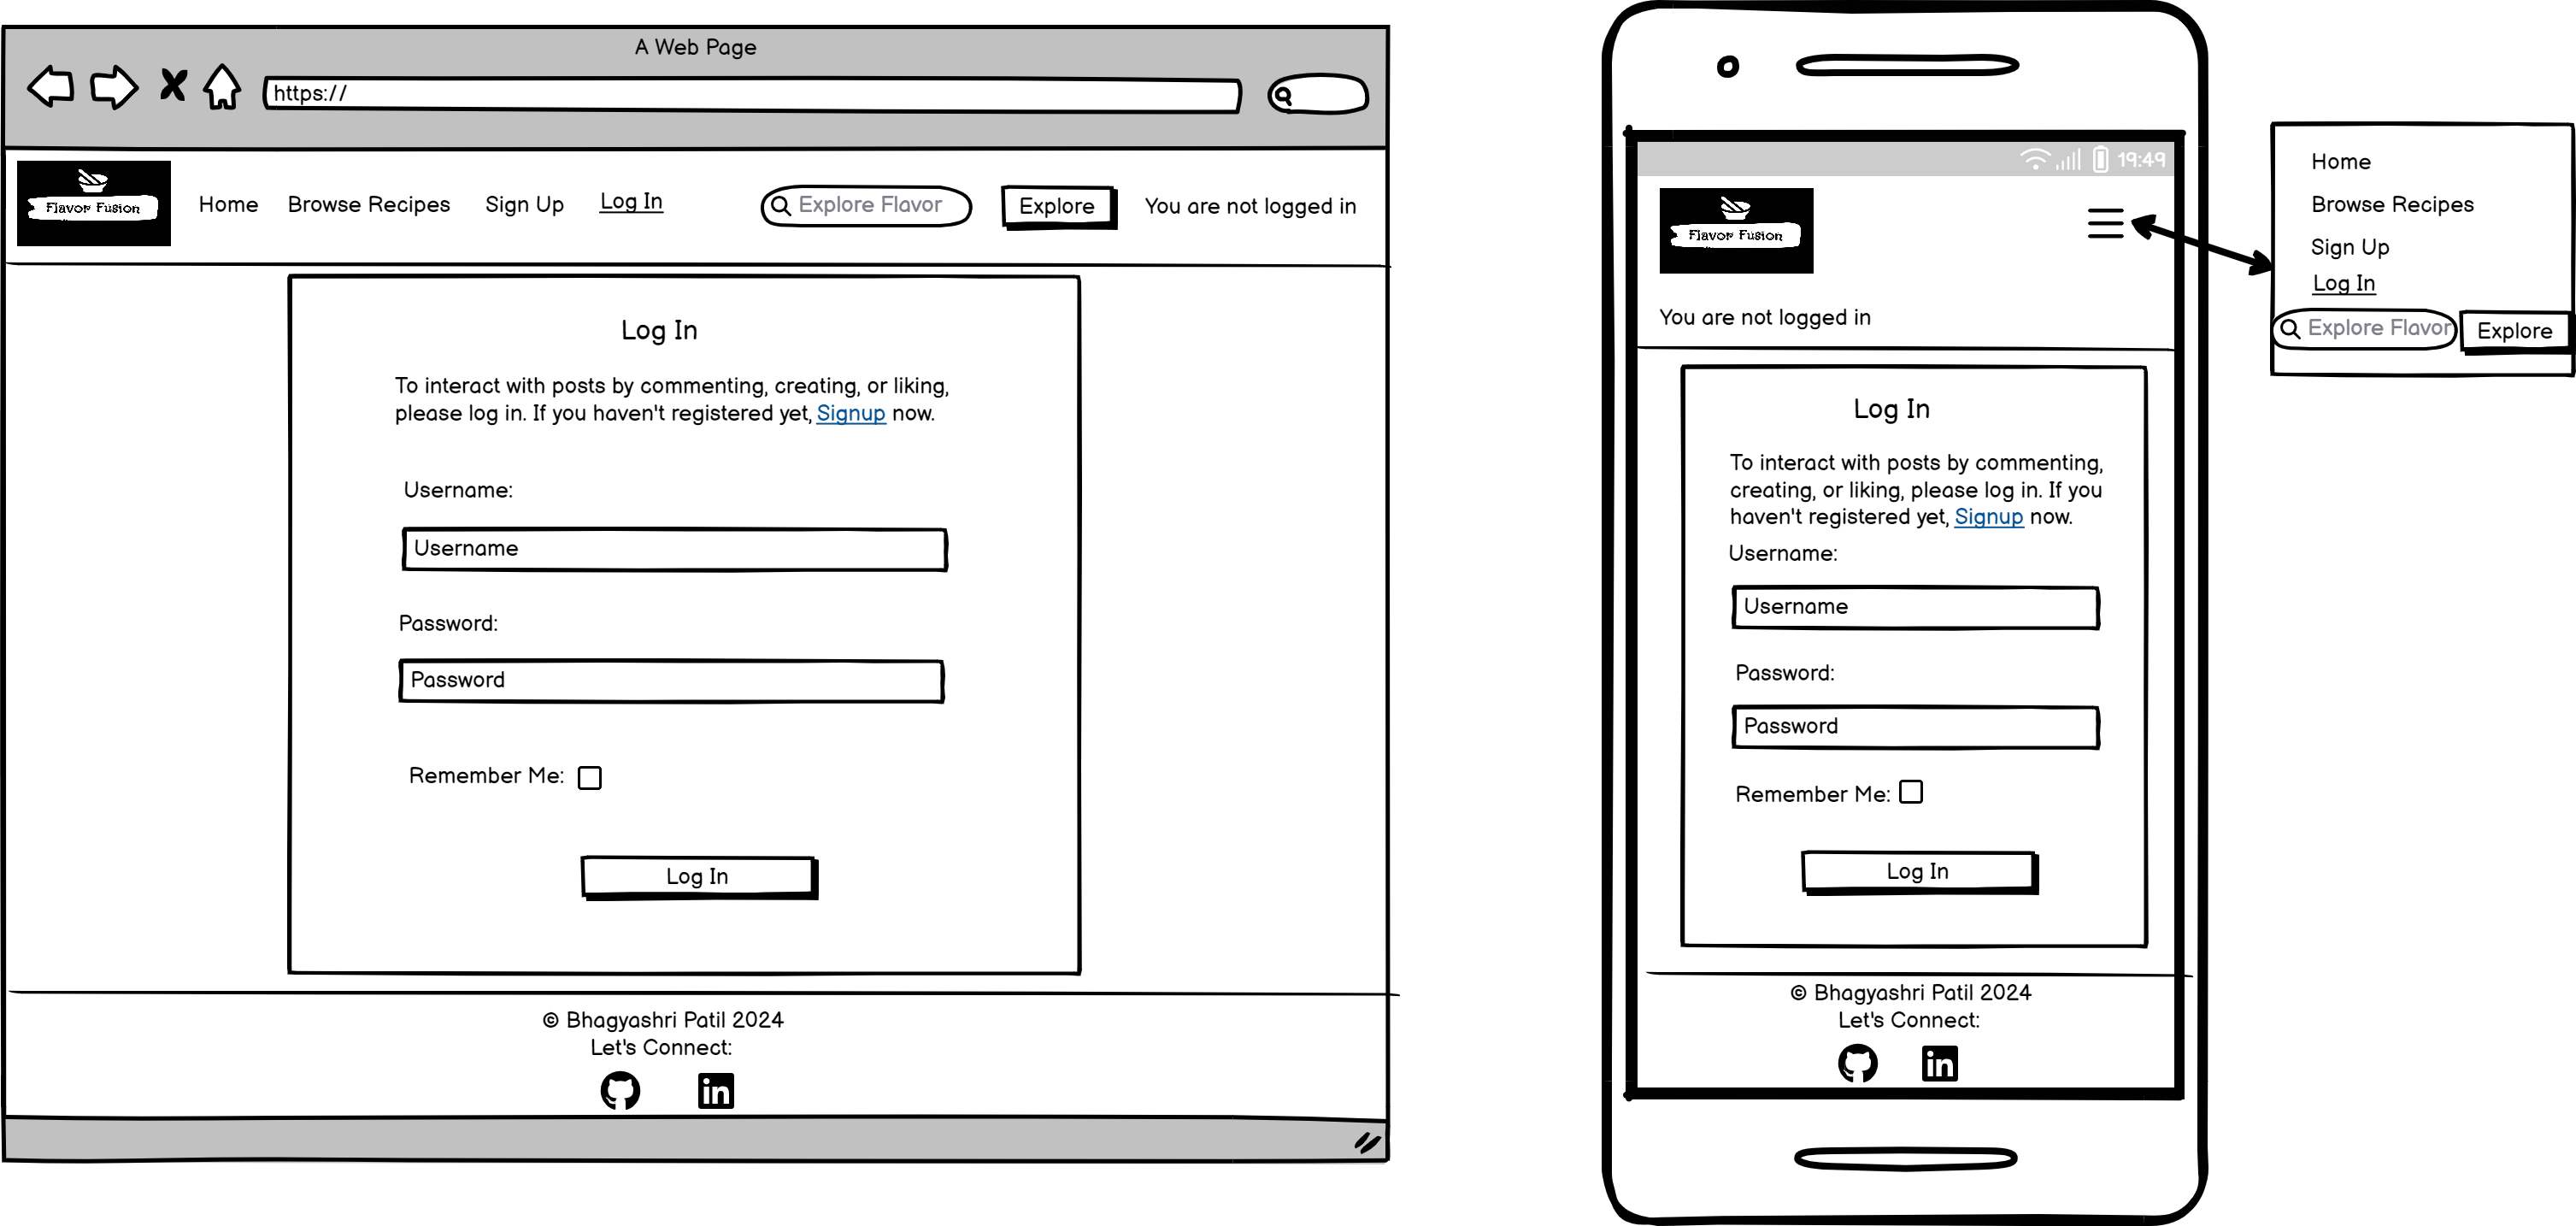 A Web Page
https://
Flavor Fusion
Home Browse Recipes Sign Up Log In Explore Flavor Explore You are not logged in
Log In
To interact with posts by commenting, creating, or liking,
please log in. If you haven't registered yet, Signup now.
Username:
Username
Password:
Password
Remember Me:
Log In
© Bhagyashri Patil 2024
Let's Connect:
in
19:49
Flavor Fusion
You are not logged in
Log In
To interact with posts by commenting,
creating, or liking, please log in. If you
haven't registered yet, Signup now.
Username:
Username
Password:
Password
Remember Me:
Log In
© Bhagyashri Patil 2024
Let's Connect:
in
Home
Browse Recipes
Sign Up
Log In
Explore Flavor Explore